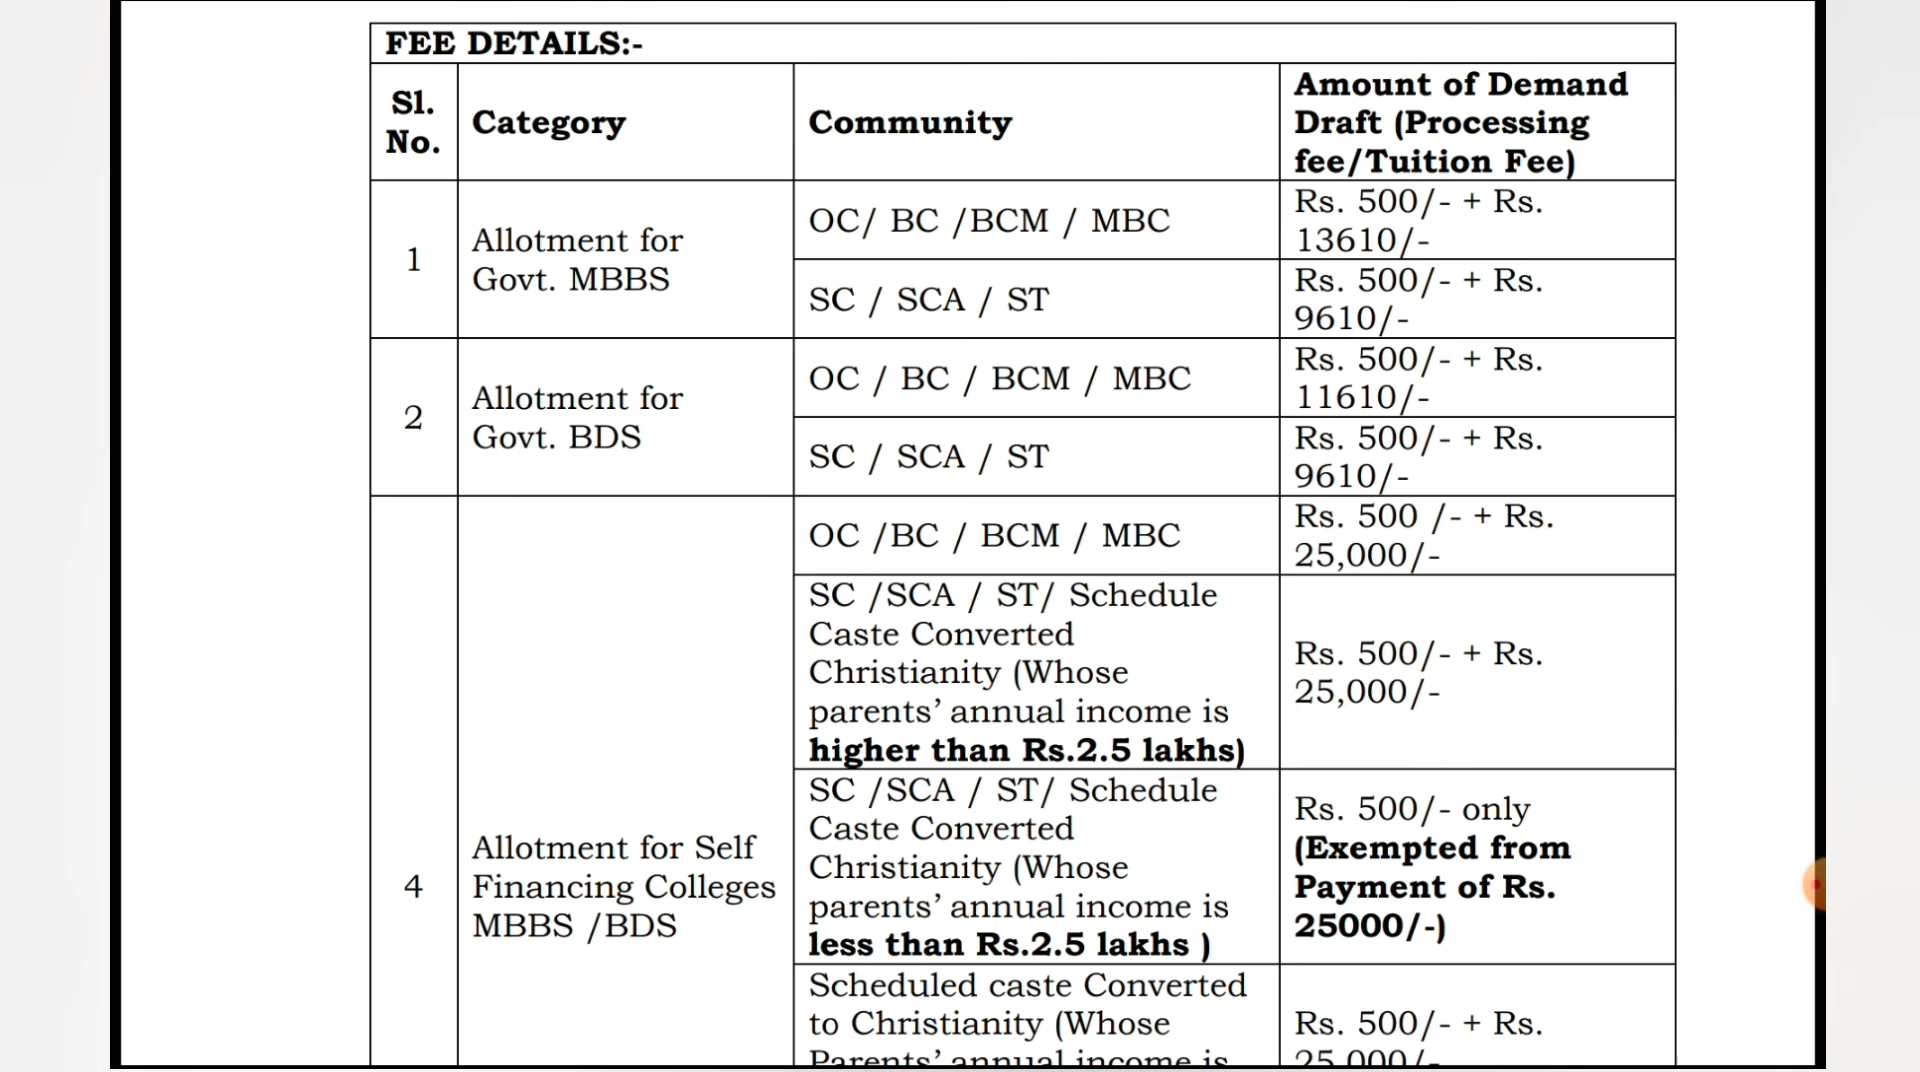 FEE DETAILS:-
Sl.
No.
Category
Community
Amount of Demand
Draft (Processing
fee/Tuition Fee)
1
Allotment for
Govt. MBBS
OC/ BC /BCM / MBC
Rs. 500/- + Rs.
13610/-
SC / SCA / ST
Rs. 500/- + Rs.
9610/-
2
Allotment for
Govt. BDS
OC / BC / BCM / MBC
Rs. 500/- + Rs.
11610/-
SC / SCA / ST
Rs. 500/- + Rs.
9610/-
4
Allotment for Self
Financing Colleges
MBBS /BDS
OC /BC / BCM / MBC
Rs. 500 /- + Rs.
25,000/-
SC /SCA / ST/ Schedule
Caste Converted
Christianity (Whose
parents’ annual income is
higher than Rs.2.5 lakhs)
Rs. 500/- + Rs.
25,000/-
SC /SCA / ST/ Schedule
Caste Converted
Christianity (Whose
parents’ annual income is
less than Rs.2.5 lakhs )
Rs. 500/- only
(Exempted from
Payment of Rs.
25000/-)
Scheduled caste Converted
to Christianity (Whose
Parents’ annual income is
Rs. 500/- + Rs.
25,000/-